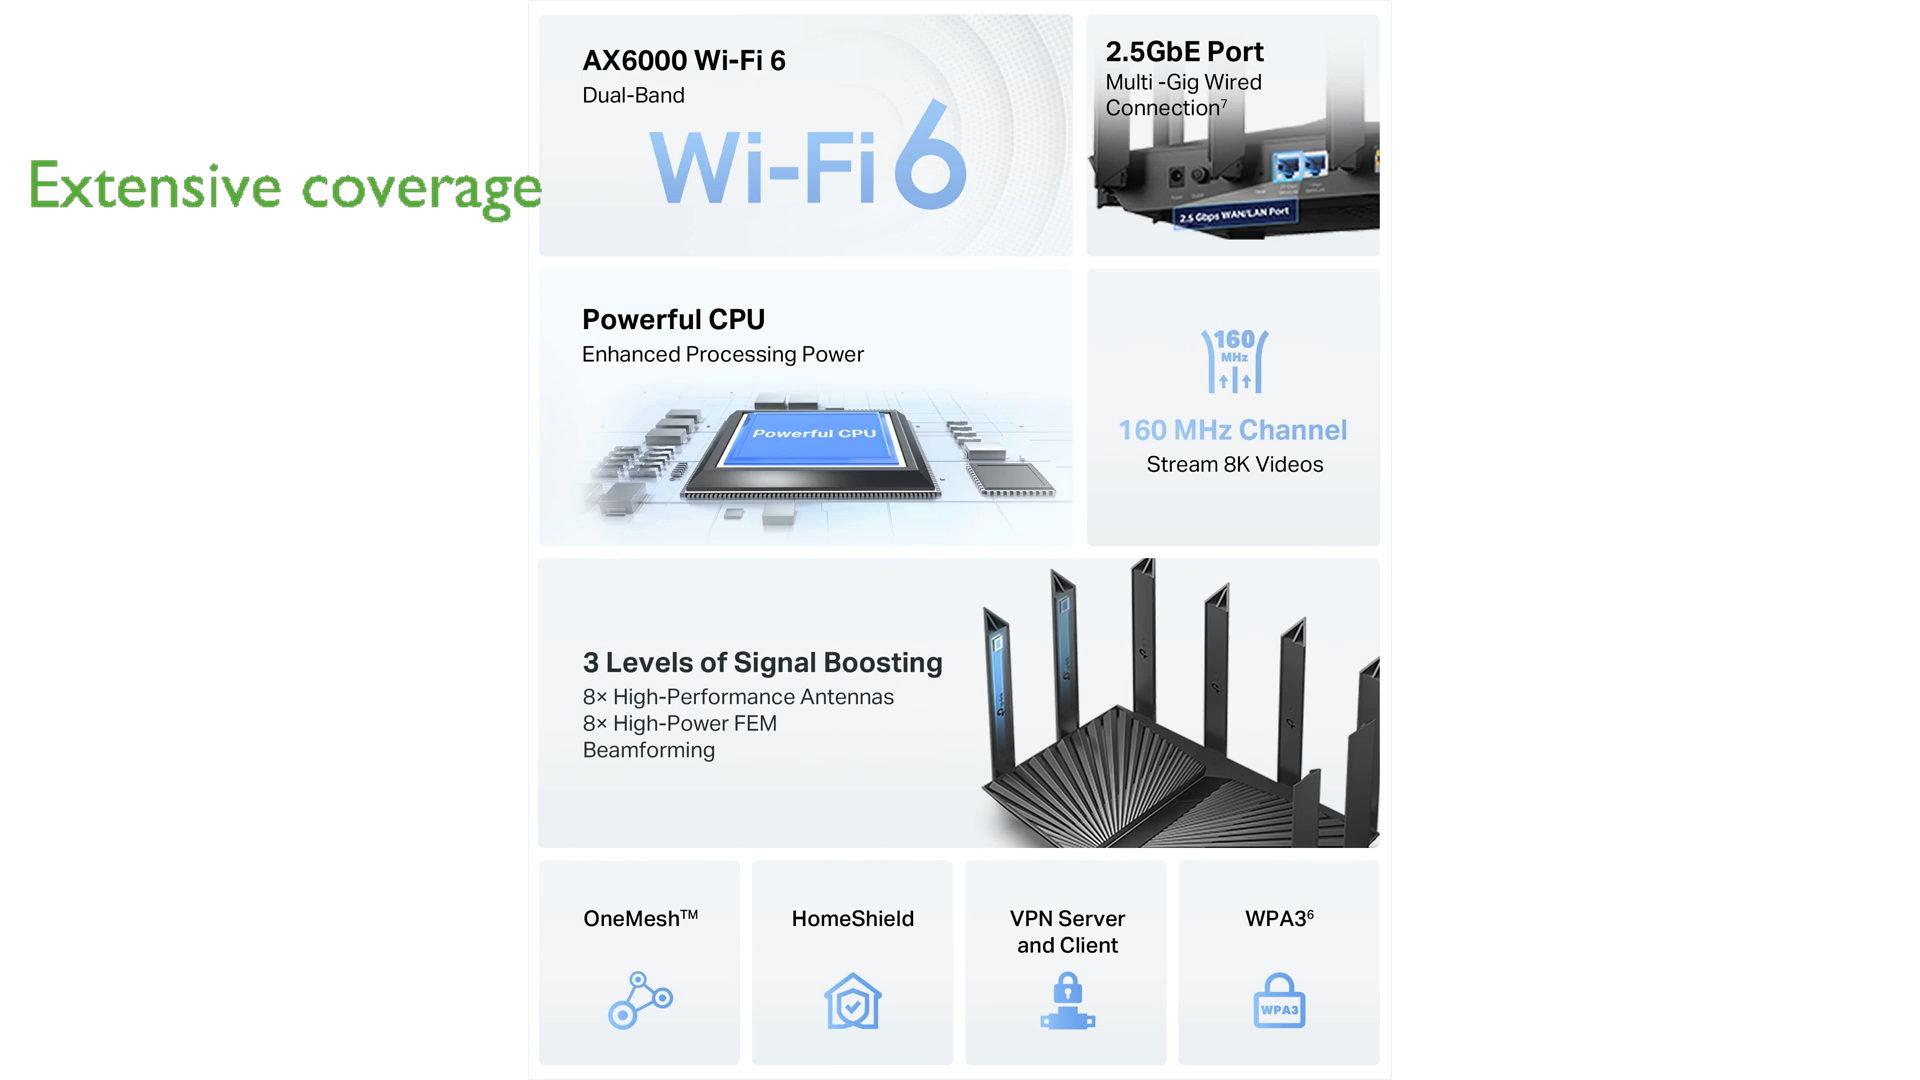 Extensive coverage
AX6000 Wi-Fi 6
Dual-Band
Wi-Fi 6
2.5GbE Port
Multi -Gig Wired
Connection⁷
2.5 Gbps WAN/LAN Port
Powerful CPU
Enhanced Processing Power
Powerful CPU
160
MHz
160 MHz Channel
Stream 8K Videos
3 Levels of Signal Boosting
8× High-Performance Antennas
8× High-Power FEM
Beamforming
OneMesh™
HomeShield
VPN Server
and Client
WPA3⁶
WPA3